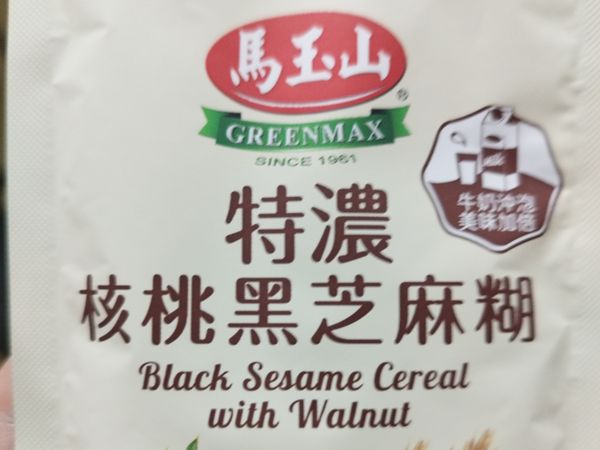 馬玉山
®
GREENMAX
SINCE 1961
牛奶沖泡
美味加倍
特濃
核桃黑芝麻糊
Black Sesame Cereal
with Walnut